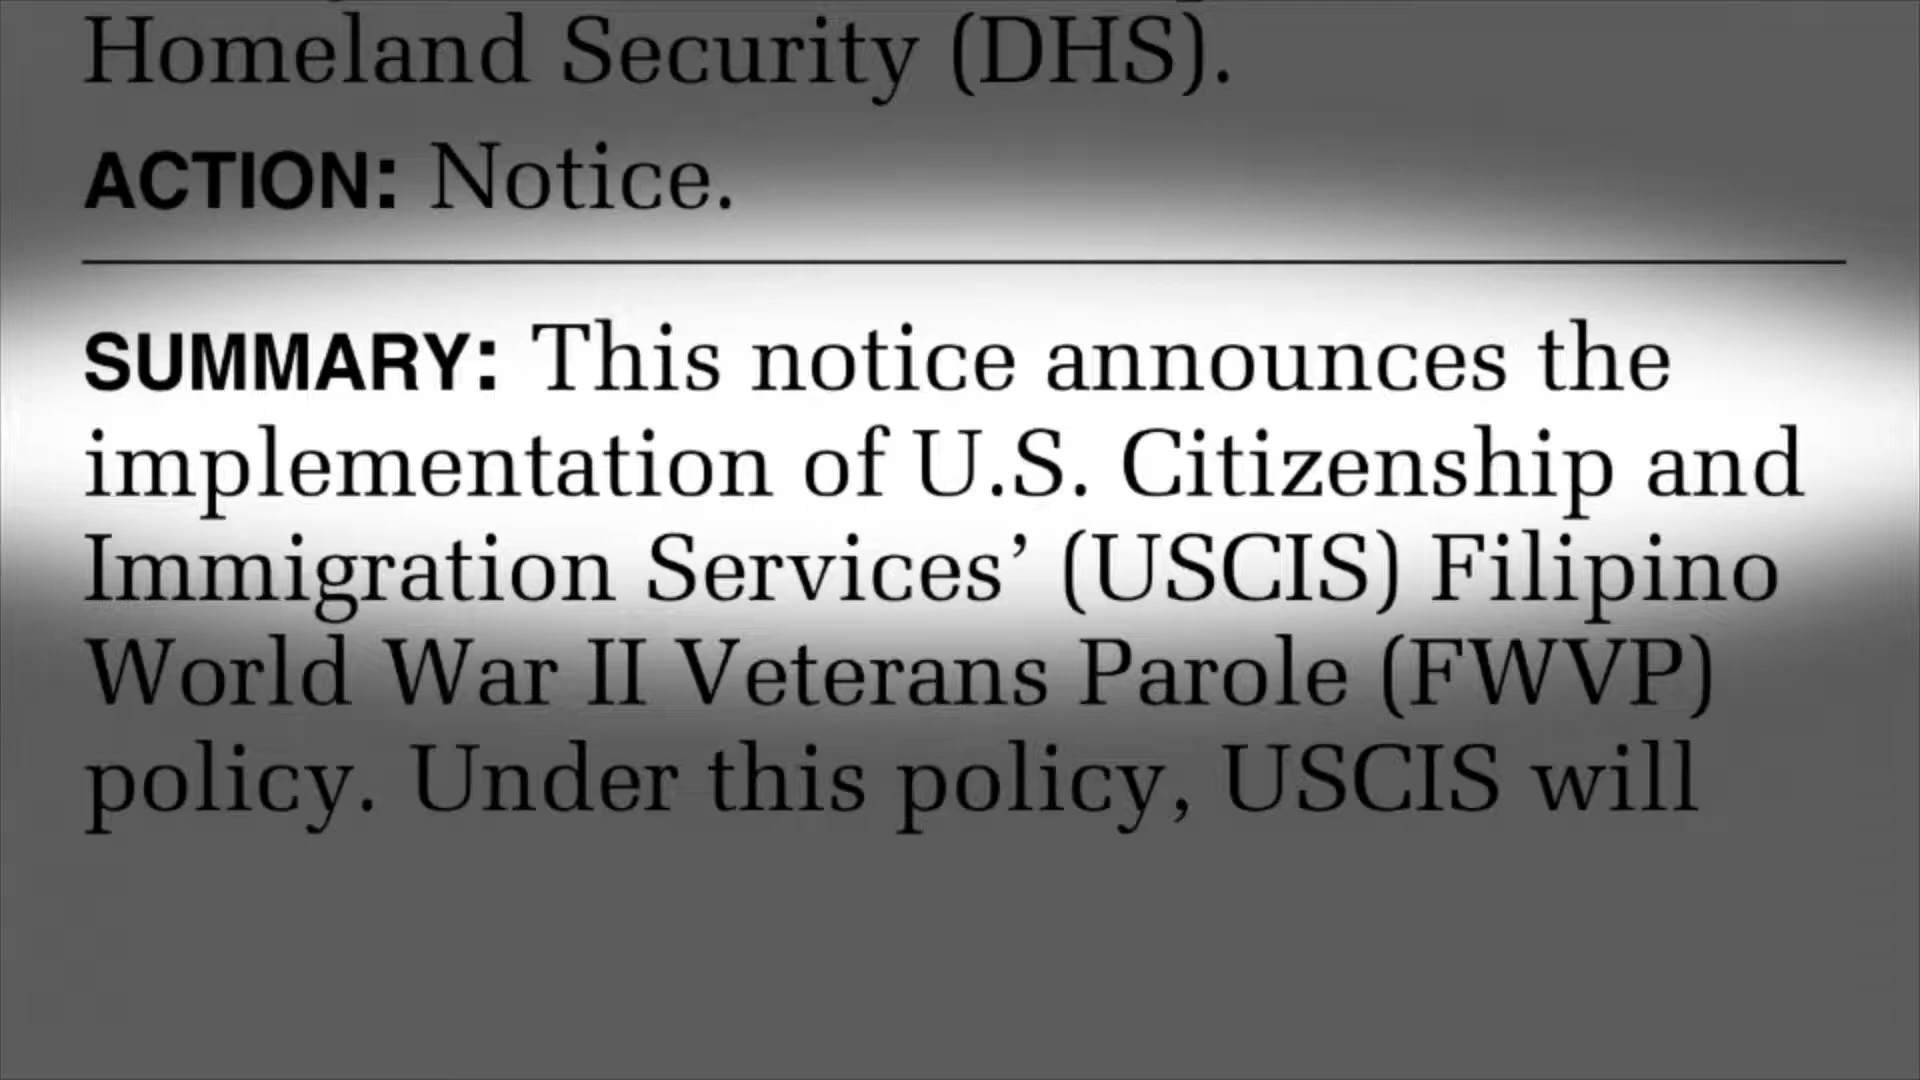 Homeland Security (DHS).
ACTION: Notice.
SUMMARY: This notice announces the
implementation of U.S. Citizenship and
Immigration Services’ (USCIS) Filipino
World War II Veterans Parole (FWVP)
policy. Under this policy, USCIS will